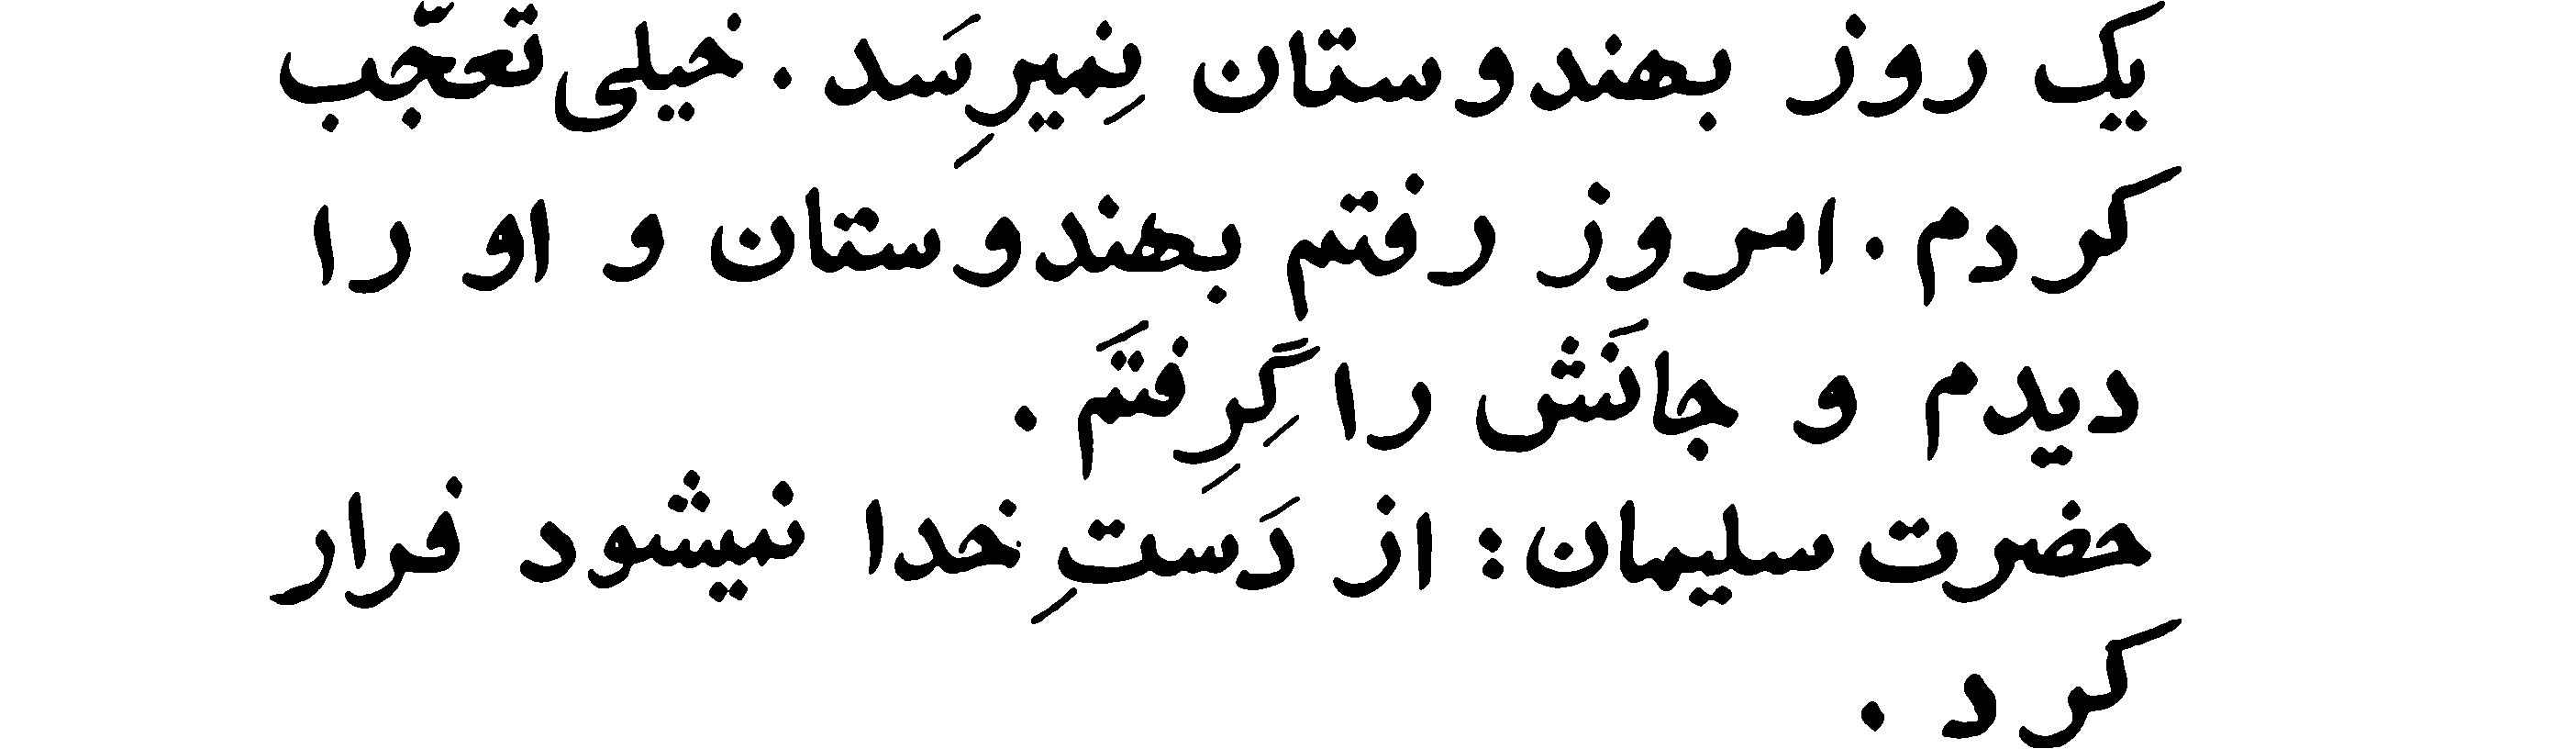 یک روز بهندوستان نِمیرِسَد. خیلی تعجّب
کردم. امروز رفتم بهندوستان و او را
دیدم و جانَش را گِرِفتَم.
حضرت سلیمان: از دَستِ خدا نمیشود فرار
کرد.